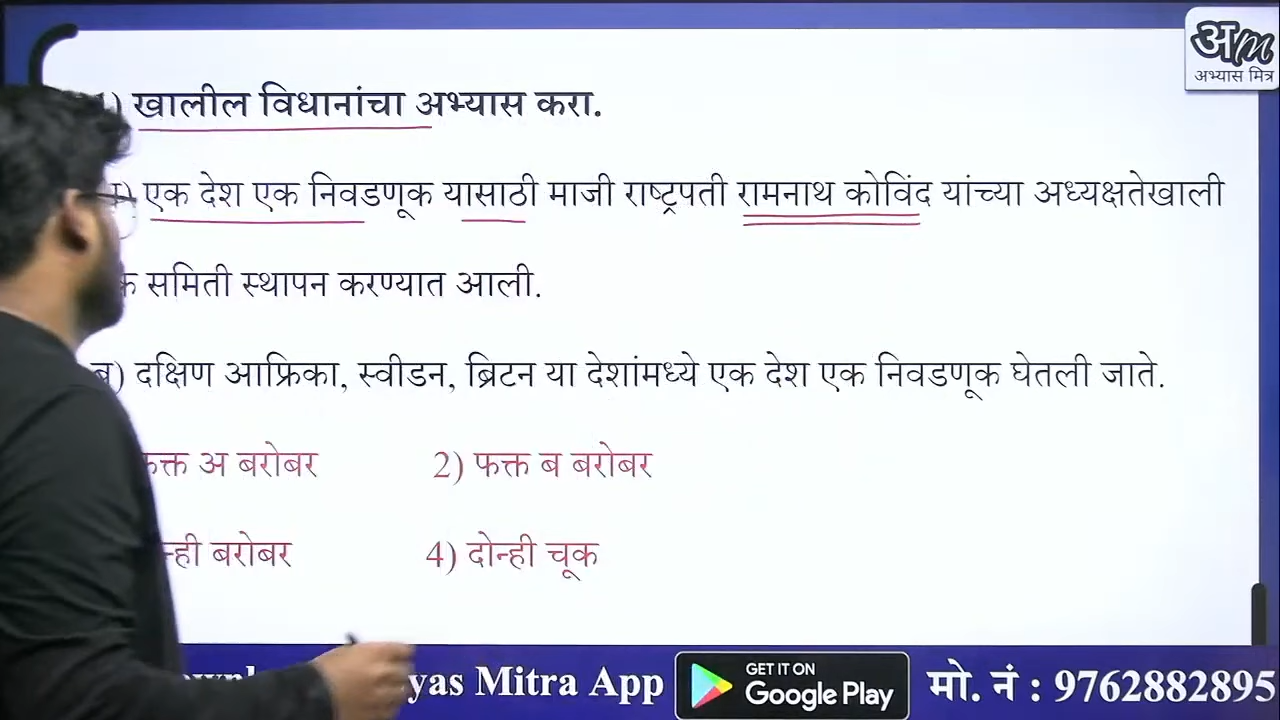 अm
अभ्यास मित्र
1) खालील विधानांचा अभ्यास करा.
एक देश एक निवडणूक यासाठी माजी राष्ट्रपती रामनाथ कोविंद यांच्या अध्यक्षतेखाली
समिती स्थापन करण्यात आली.
ब) दक्षिण आफ्रिका, स्वीडन, ब्रिटन या देशांमध्ये एक देश एक निवडणूक घेतली जाते.
अ बरोबर 2) फक्त ब बरोबर
बरोबर 4) दोन्ही चूक
Mitra App GET IT ON Google Play मो. नं : 9762882895